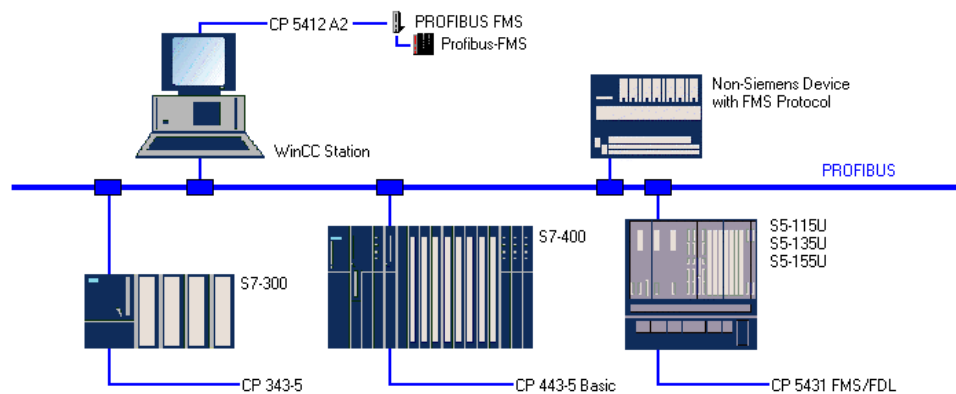 CP 5412 A2
PROFIBUS FMS
Profibus-FMS
Non-Siemens Device
with FMS Protocol
WinCC Station
PROFIBUS
S7-300
S7-400
S5-115U
S5-135U
S5-155U
CP 343-5
CP 443-5 Basic
CP 5431 FMS/FDL